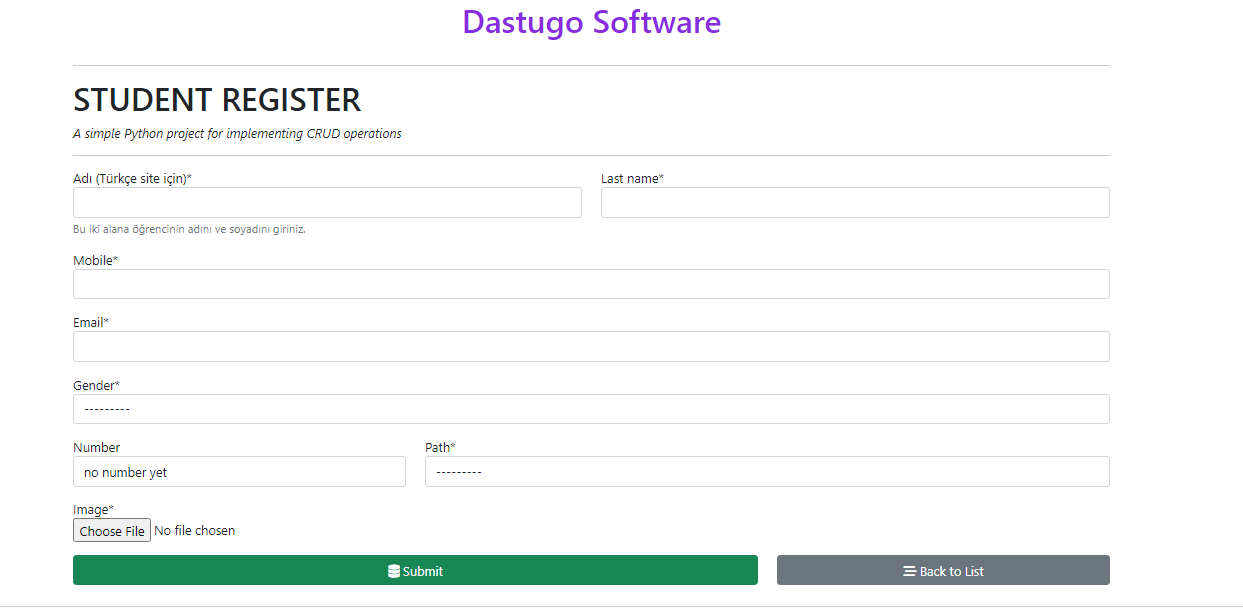 Dastugo Software
STUDENT REGISTER
A simple Python project for implementing CRUD operations
Adı (Türkçe site için)*
Last name*
Bu iki alana öğrencinin adını ve soyadını giriniz.
Mobile*
Email*
Gender*
---------
Number
Path*
no number yet
---------
Image*
Choose File No file chosen
Submit
Back to List